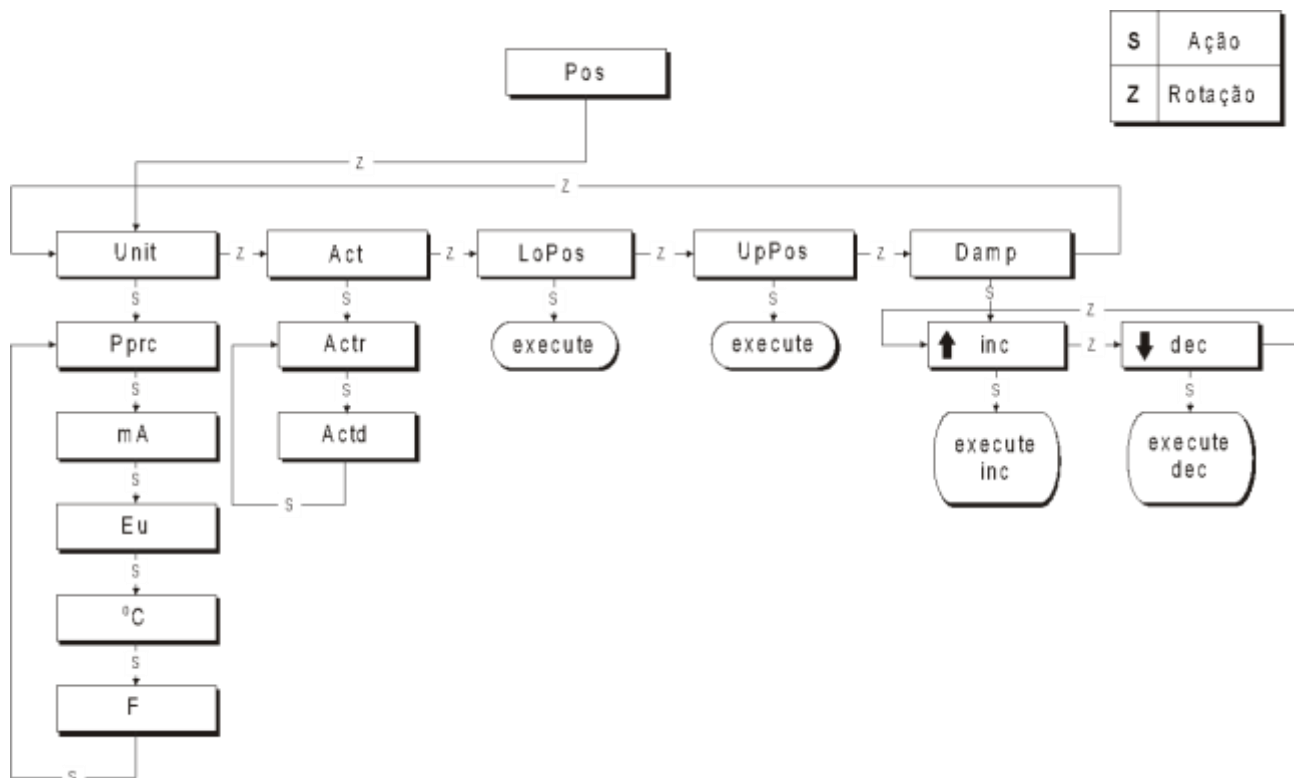 Pos
S Ação
Z Rotação
Z
Z
Unit Z Act Z LoPos Z UpPos Z Damp
S S S S S
Z
Pprc Actr execute execute inc Z dec
S S S S
mA Actd execute inc execute dec
S S
Eu
S
ºC
S
F
S